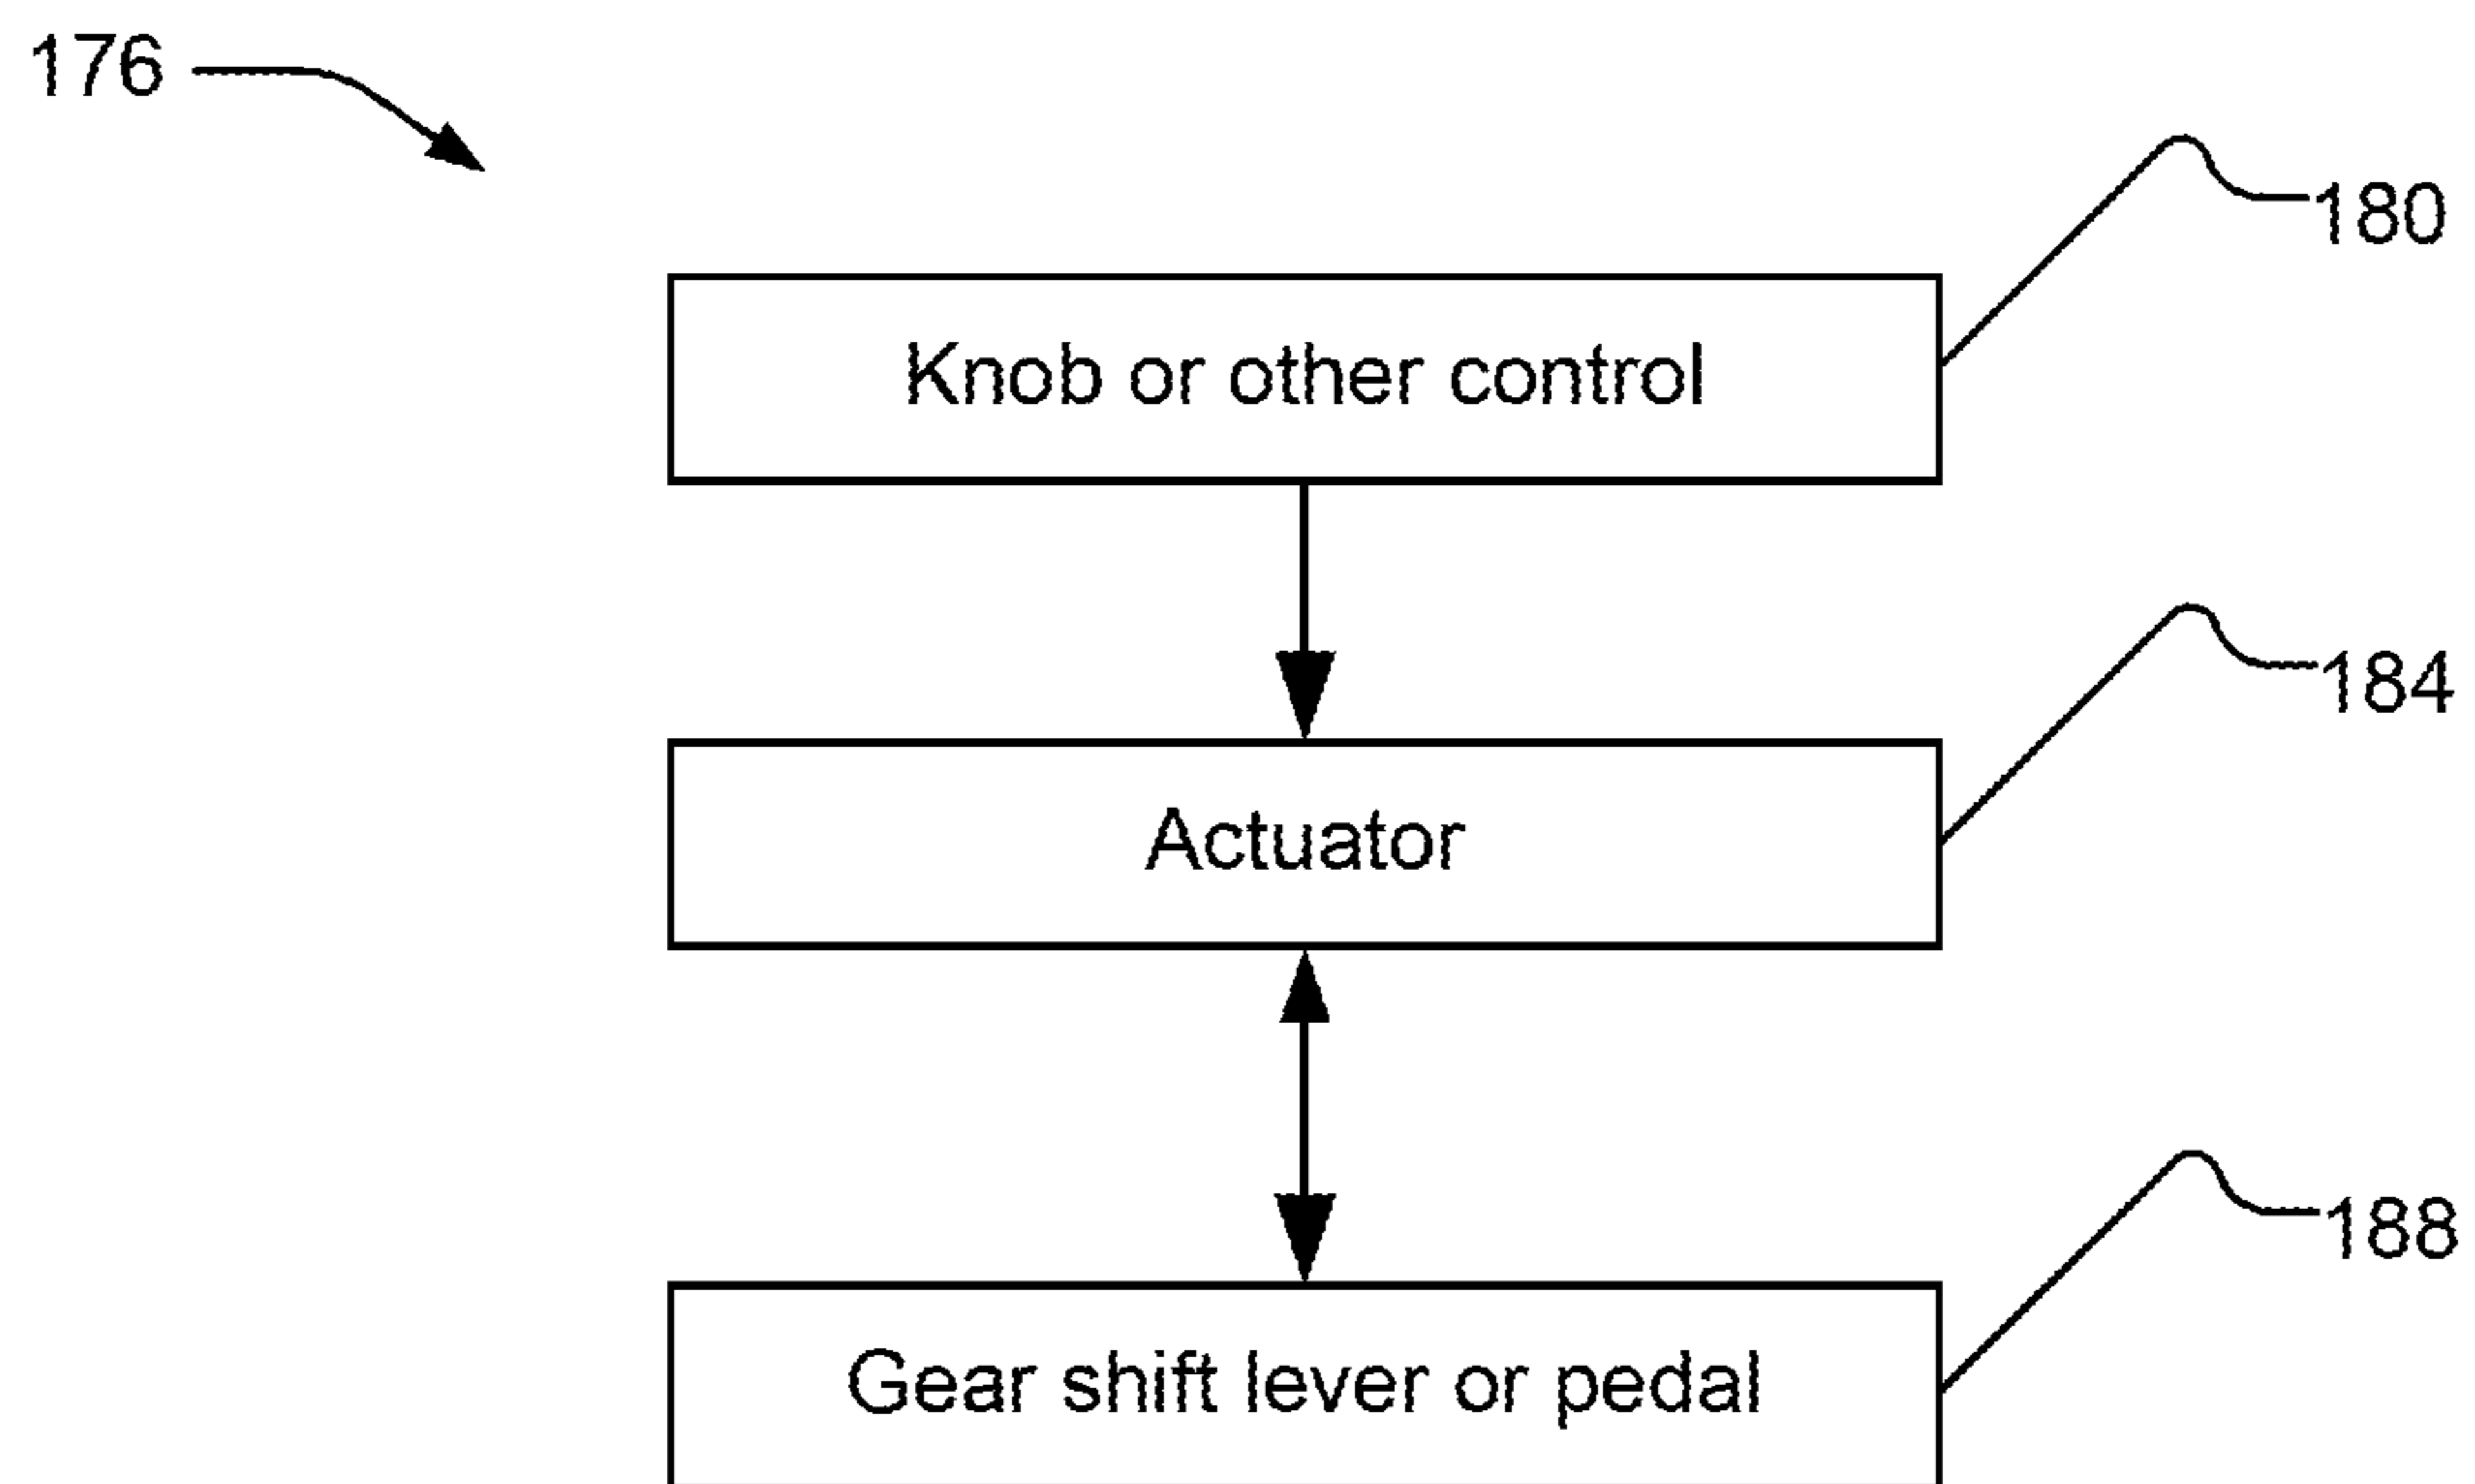 176
180
Knob or other control
184
Actuator
188
Gear shift lever or pedal